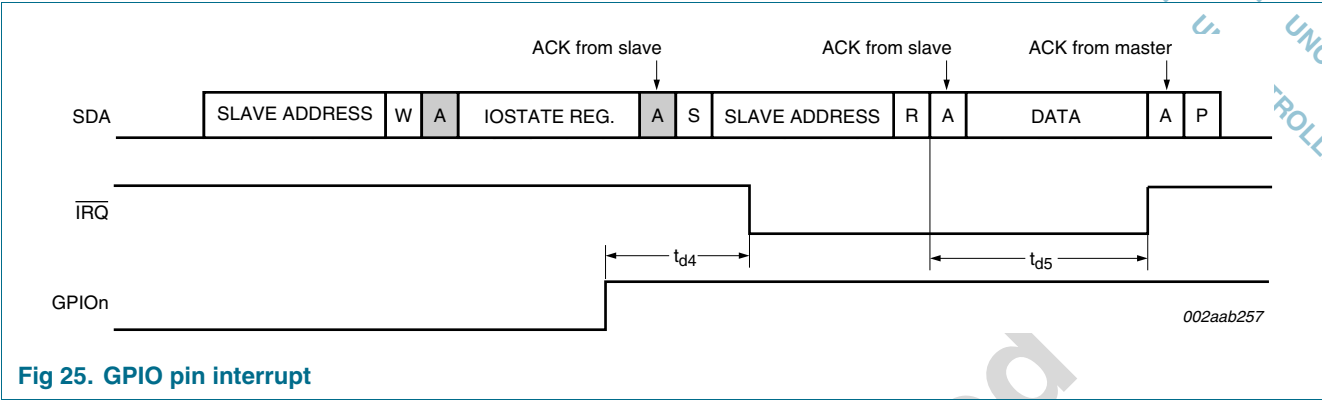 ACK from slave ACK from slave ACK from master
SDA SLAVE ADDRESS W A IOSTATE REG. A S SLAVE ADDRESS R A DATA A P
IRQ
td4 td5
GPIOn
002aab257
Fig 25. GPIO pin interrupt